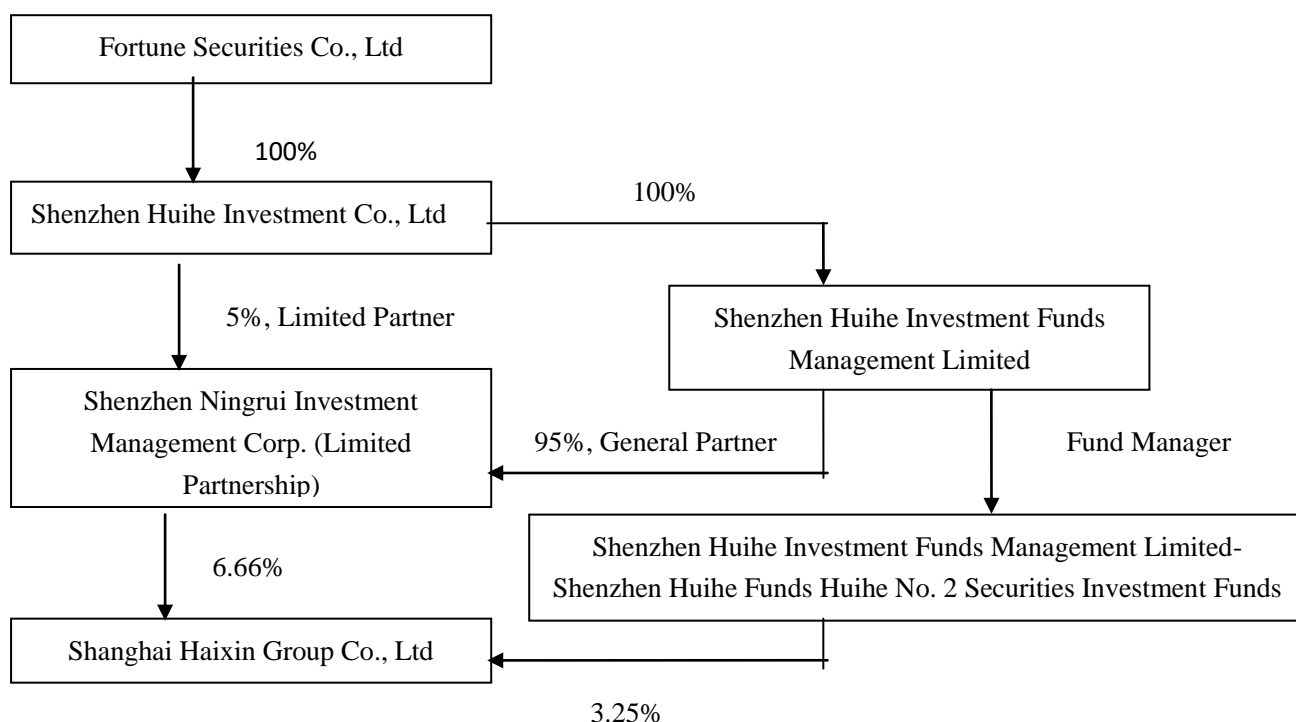 Fortune Securities Co., Ltd
100%
Shenzhen Huihe Investment Co., Ltd
100%
5%, Limited Partner
Shenzhen Huihe Investment Funds
Management Limited
Shenzhen Ningrui Investment
Management Corp. (Limited
Partnership)
95%, General Partner
Fund Manager
6.66%
Shenzhen Huihe Investment Funds Management Limited-
Shenzhen Huihe Funds Huihe No. 2 Securities Investment Funds
Shanghai Haixin Group Co., Ltd
3.25%